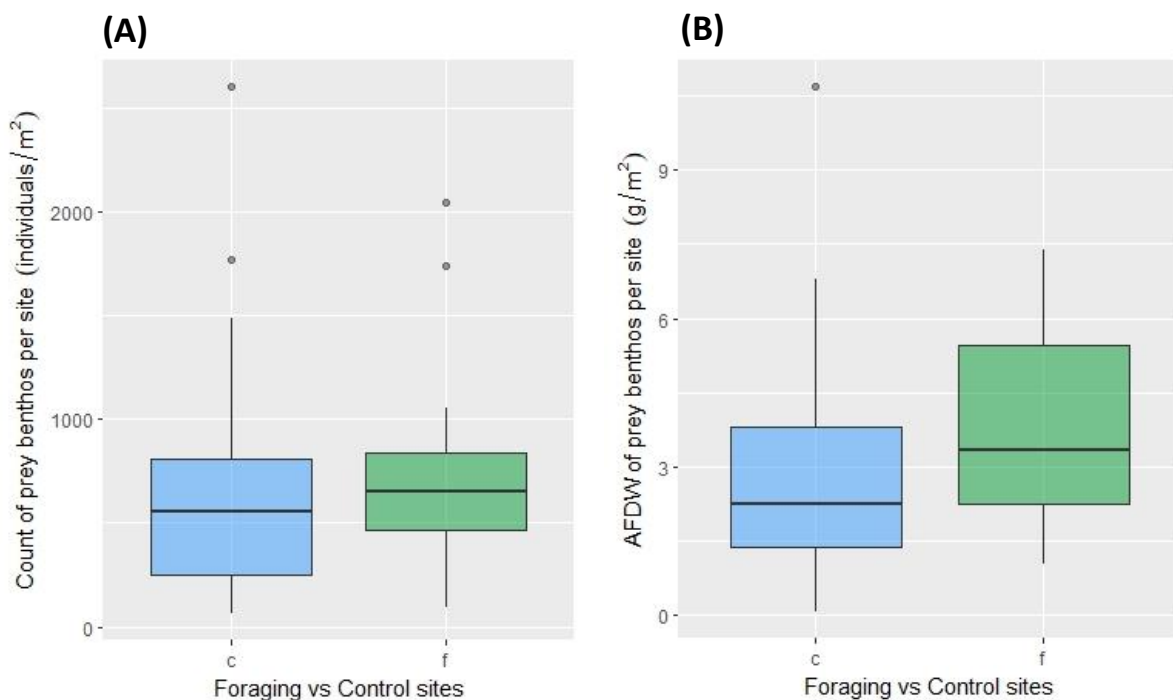 (A)
Count of prey benthos per site (individuals/m²)
2000
1000
0
c
f
Foraging vs Control sites
(B)
AFDW of prey benthos per site (g/m²)
9
6
3
0
c
f
Foraging vs Control sites